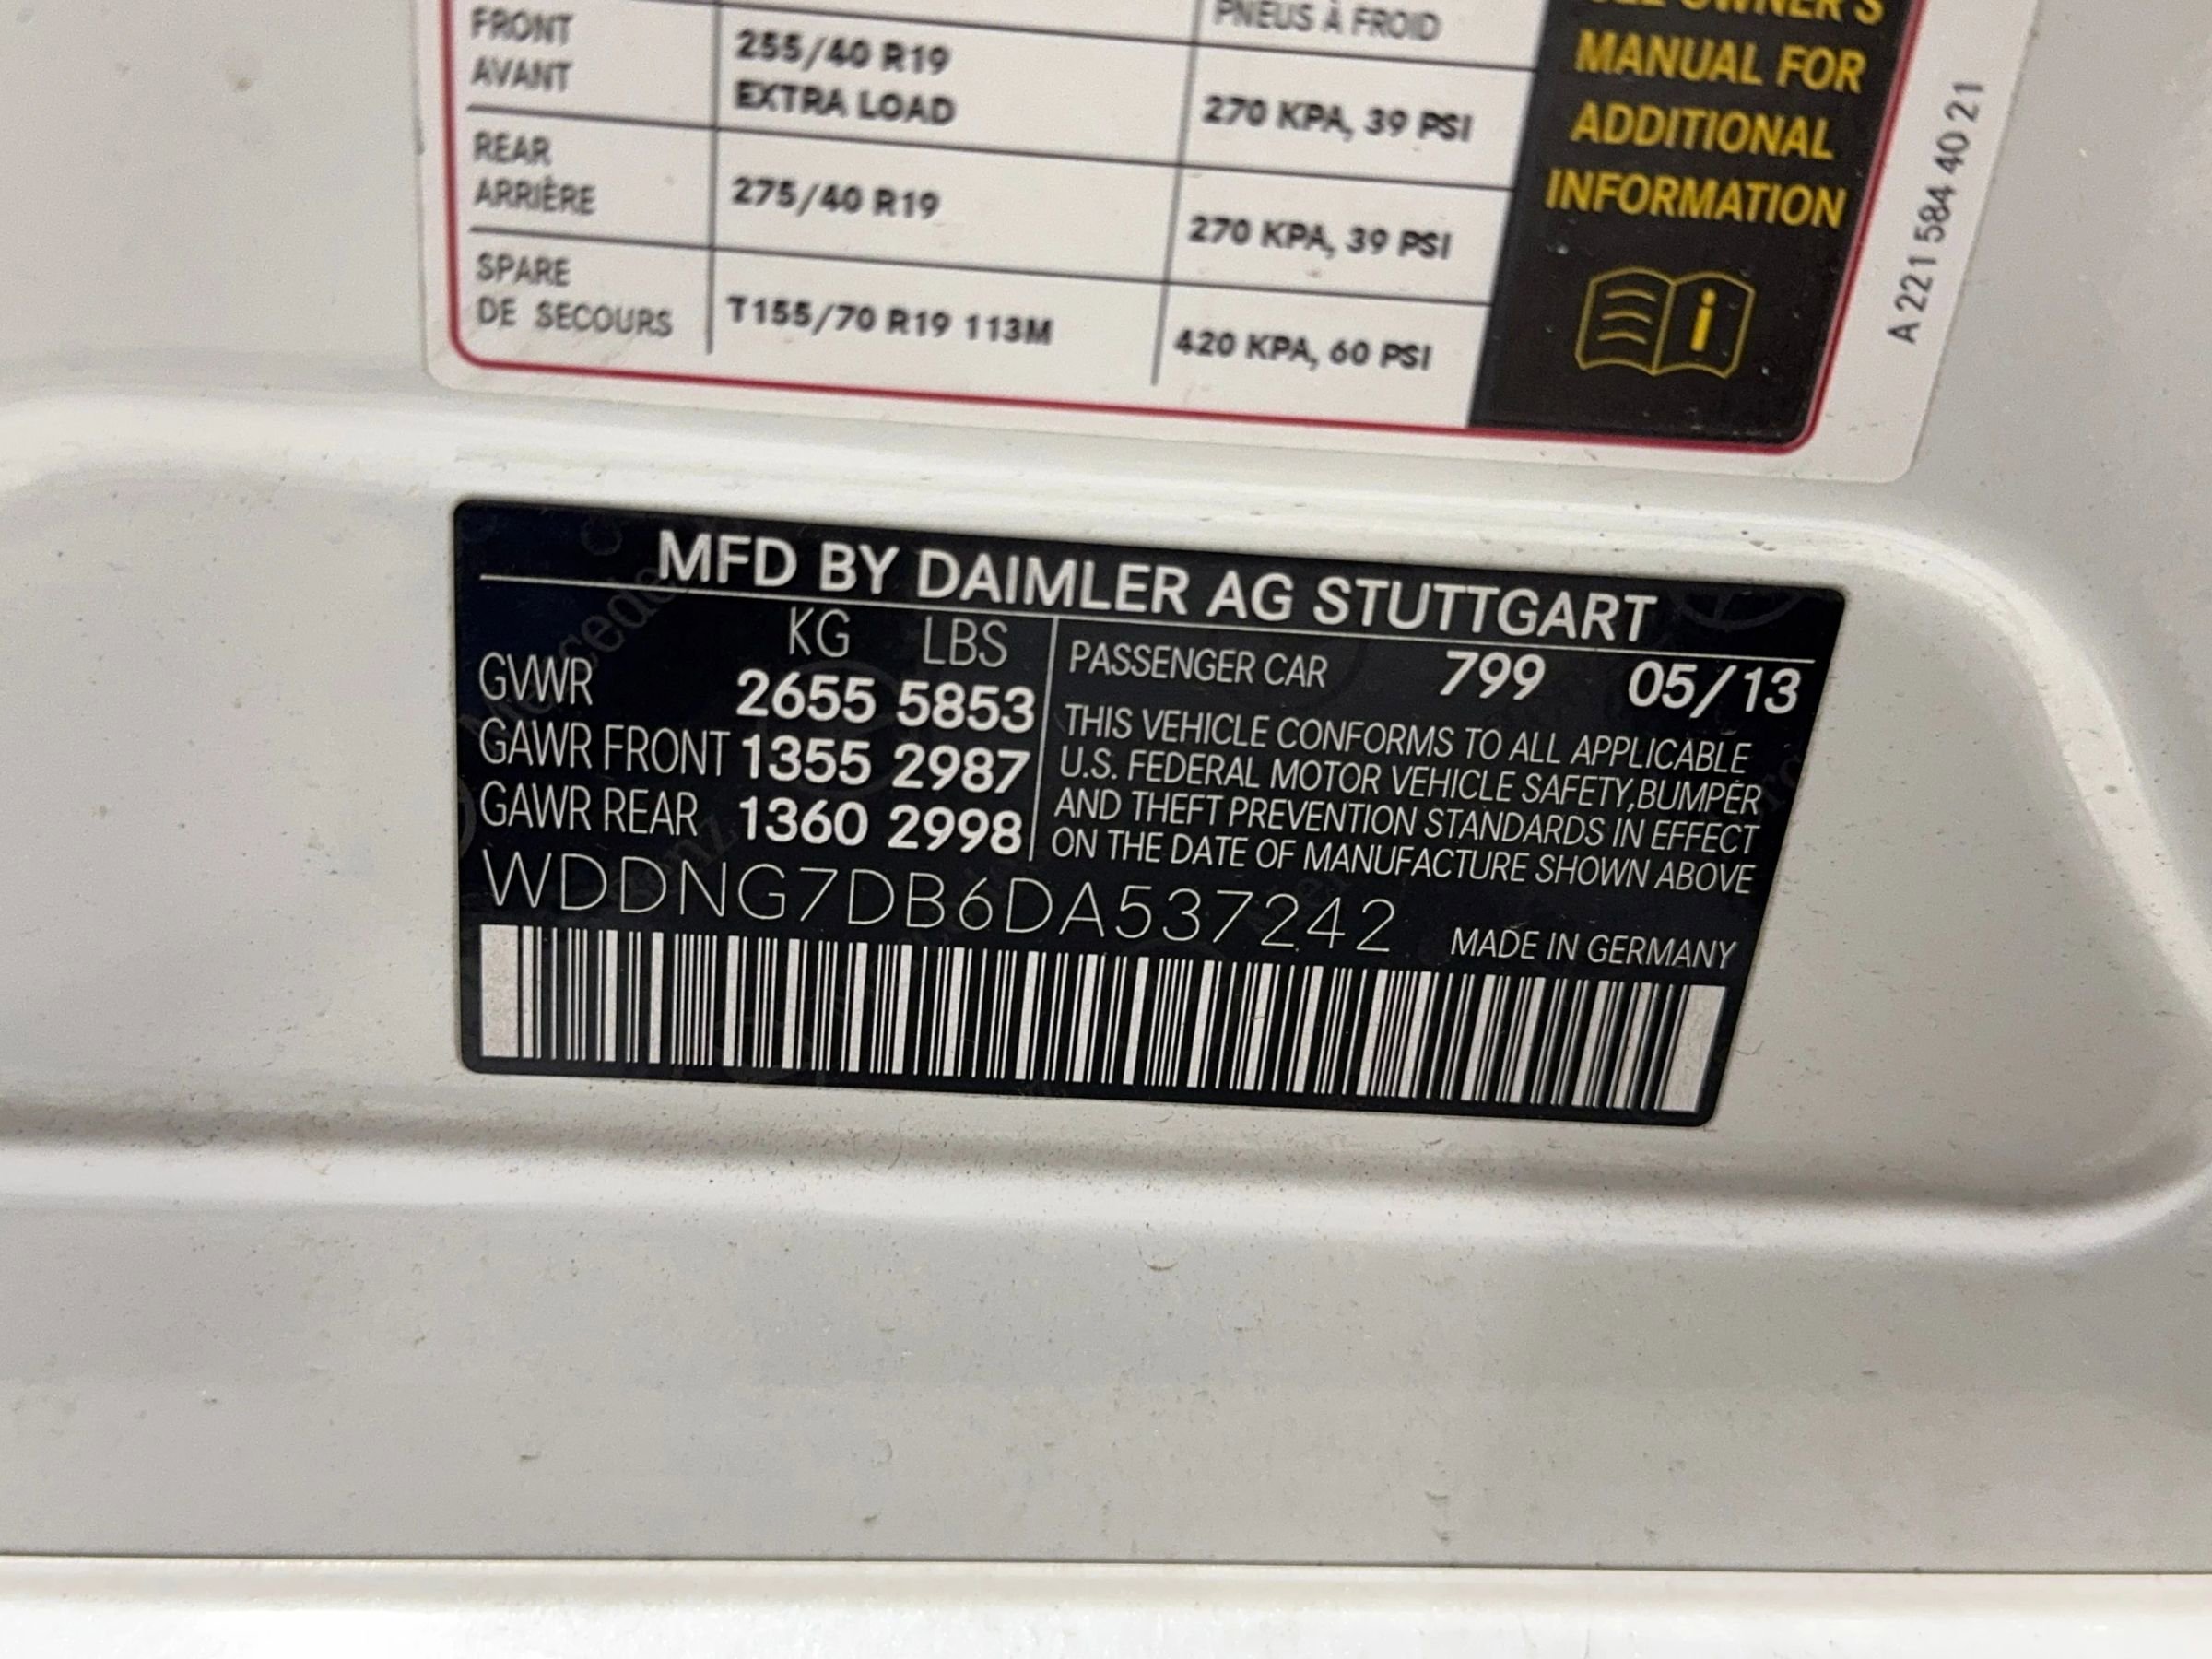 PNEUS À FROID
FRONT
AVANT
255/40 R19
EXTRA LOAD
270 KPA, 39 PSI
REAR
ARRIÈRE
275/40 R19
270 KPA, 39 PSI
SPARE
DE SECOURS
T155/70 R19 113M
420 KPA, 60 PSI
OWNER'S
MANUAL FOR
ADDITIONAL
INFORMATION
i
A 221 584 40 21
MFD BY DAIMLER AG STUTTGART
KG LBS
GVWR 2655 5853
GAWR FRONT 1355 2987
GAWR REAR 1360 2998
PASSENGER CAR 799 05/13
THIS VEHICLE CONFORMS TO ALL APPLICABLE
U.S. FEDERAL MOTOR VEHICLE SAFETY,BUMPER
AND THEFT PREVENTION STANDARDS IN EFFECT
ON THE DATE OF MANUFACTURE SHOWN ABOVE
WDDNG7DB6DA537242
MADE IN GERMANY